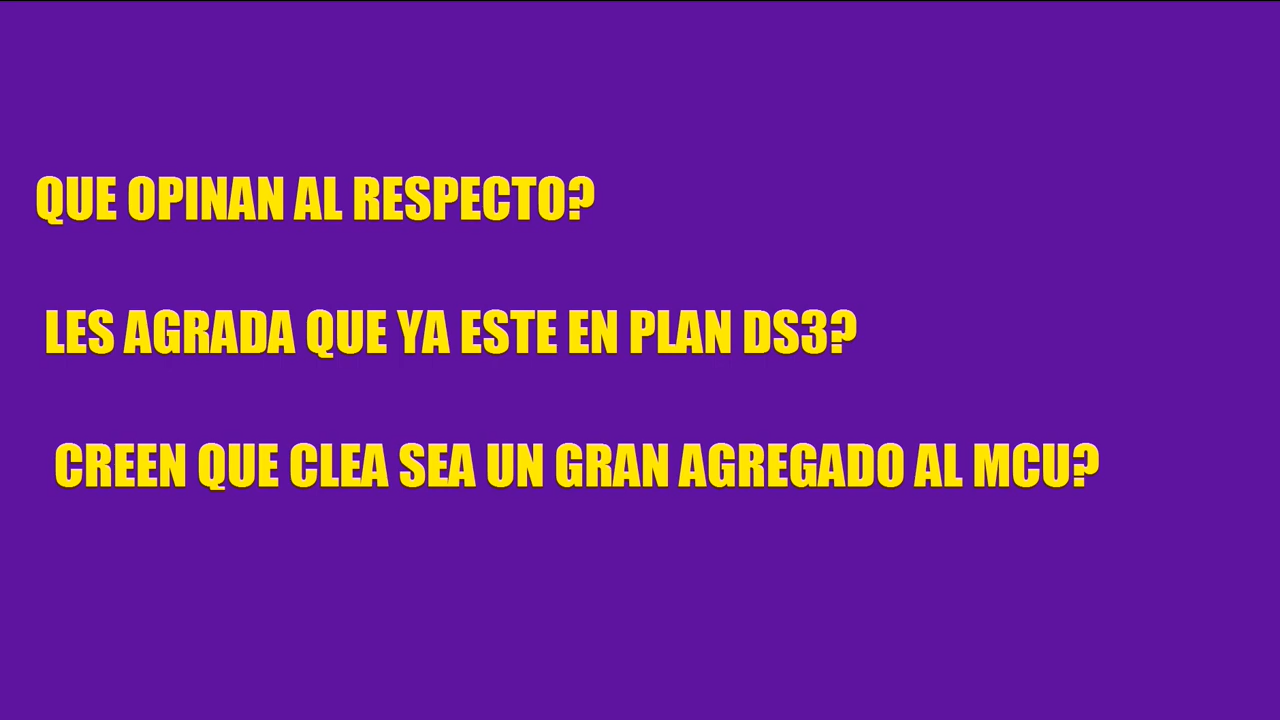 QUE OPINAN AL RESPECTO?
LES AGRADA QUE YA ESTE EN PLAN DS3?
CREEN QUE CLEA SEA UN GRAN AGREGADO AL MCU?